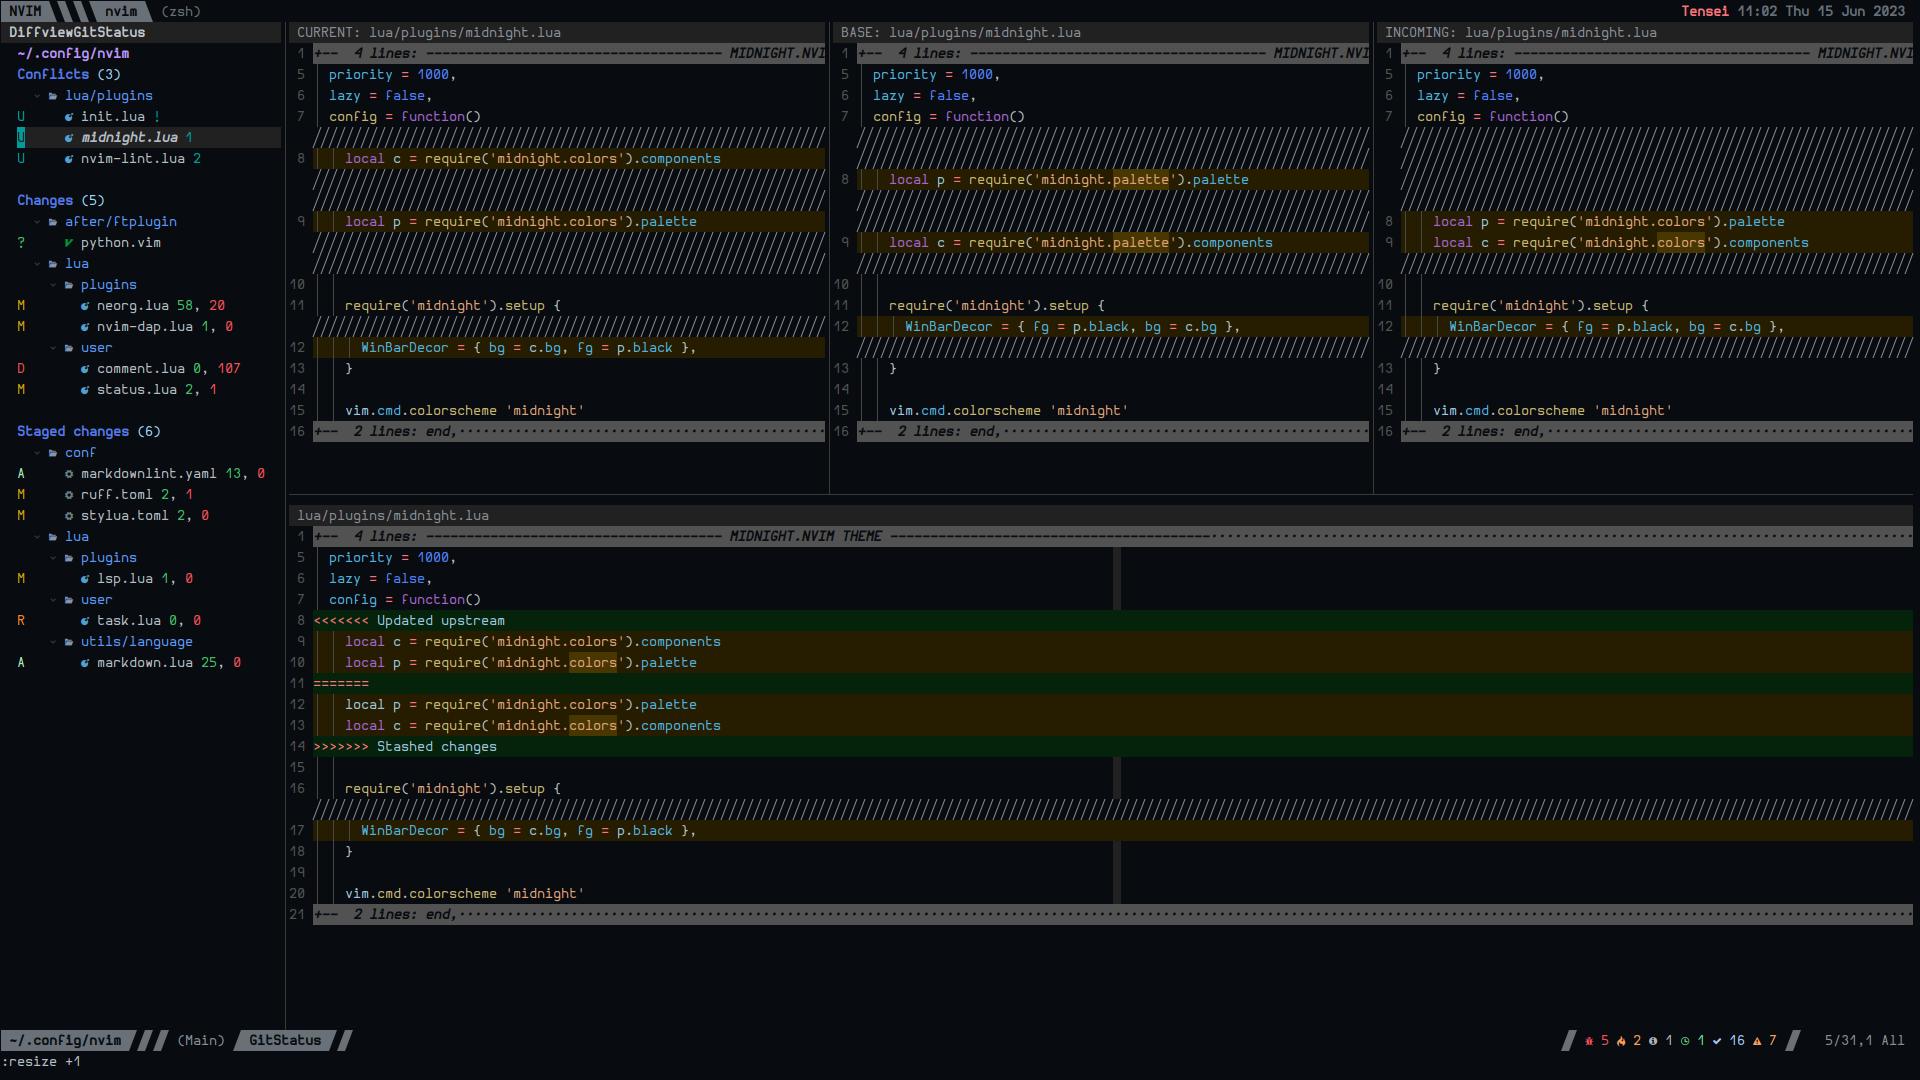 NVIM nvim (zsh) Tensei 11:02 Thu 15 Jun 2023
DiffviewGitStatus
~/.config/nvim
Conflicts (3)
lua/plugins
U init.lua !
U midnight.lua 1
U nvim-lint.lua 2
Changes (5)
after/ftplugin
? python.vim
lua
plugins
M neorg.lua 58, 20
M nvim-dap.lua 1, 0
user
D comment.lua 0, 107
M status.lua 2, 1
Staged changes (6)
conf
A markdownlint.yaml 13, 0
M ruff.toml 2, 1
M stylua.toml 2, 0
lua
plugins
M lsp.lua 1, 0
user
R task.lua 0, 0
utils/language
A markdown.lua 25, 0
CURRENT: lua/plugins/midnight.lua
1 +-- 4 lines: ------------------------------------- MIDNIGHT.NVI
5 priority = 1000,
6 lazy = false,
7 config = function()
8 local c = require('midnight.colors').components
9 local p = require('midnight.colors').palette
10
11 require('midnight').setup {
12 WinBarDecor = { bg = c.bg, fg = p.black },
13 }
14
15 vim.cmd.colorscheme 'midnight'
16 +-- 2 lines: end,··············································
BASE: lua/plugins/midnight.lua
1 +-- 4 lines: ------------------------------------- MIDNIGHT.NVI
5 priority = 1000,
6 lazy = false,
7 config = function()
8 local p = require('midnight.palette').palette
9 local c = require('midnight.palette').components
10
11 require('midnight').setup {
12 WinBarDecor = { fg = p.black, bg = c.bg },
13 }
14
15 vim.cmd.colorscheme 'midnight'
16 +-- 2 lines: end,··············································
INCOMING: lua/plugins/midnight.lua
1 +-- 4 lines: ------------------------------------- MIDNIGHT.NVI
5 priority = 1000,
6 lazy = false,
7 config = function()
8 local p = require('midnight.colors').palette
9 local c = require('midnight.colors').components
10
11 require('midnight').setup {
12 WinBarDecor = { fg = p.black, bg = c.bg },
13 }
14
15 vim.cmd.colorscheme 'midnight'
16 +-- 2 lines: end,··············································
lua/plugins/midnight.lua
1 +-- 4 lines: ------------------------------------- MIDNIGHT.NVIM THEME ----------------------------------------
5 priority = 1000,
6 lazy = false,
7 config = function()
8 <<<<<<< Updated upstream
9 local c = require('midnight.colors').components
10 local p = require('midnight.colors').palette
11 =======
12 local p = require('midnight.colors').palette
13 local c = require('midnight.colors').components
14 >>>>>>> Stashed changes
15
16 require('midnight').setup {
17 WinBarDecor = { bg = c.bg, fg = p.black },
18 }
19
20 vim.cmd.colorscheme 'midnight'
21 +-- 2 lines: end,··············································
~/.config/nvim (Main) GitStatus 5 2 1 1 16 7 5/31,1 All
:resize +1